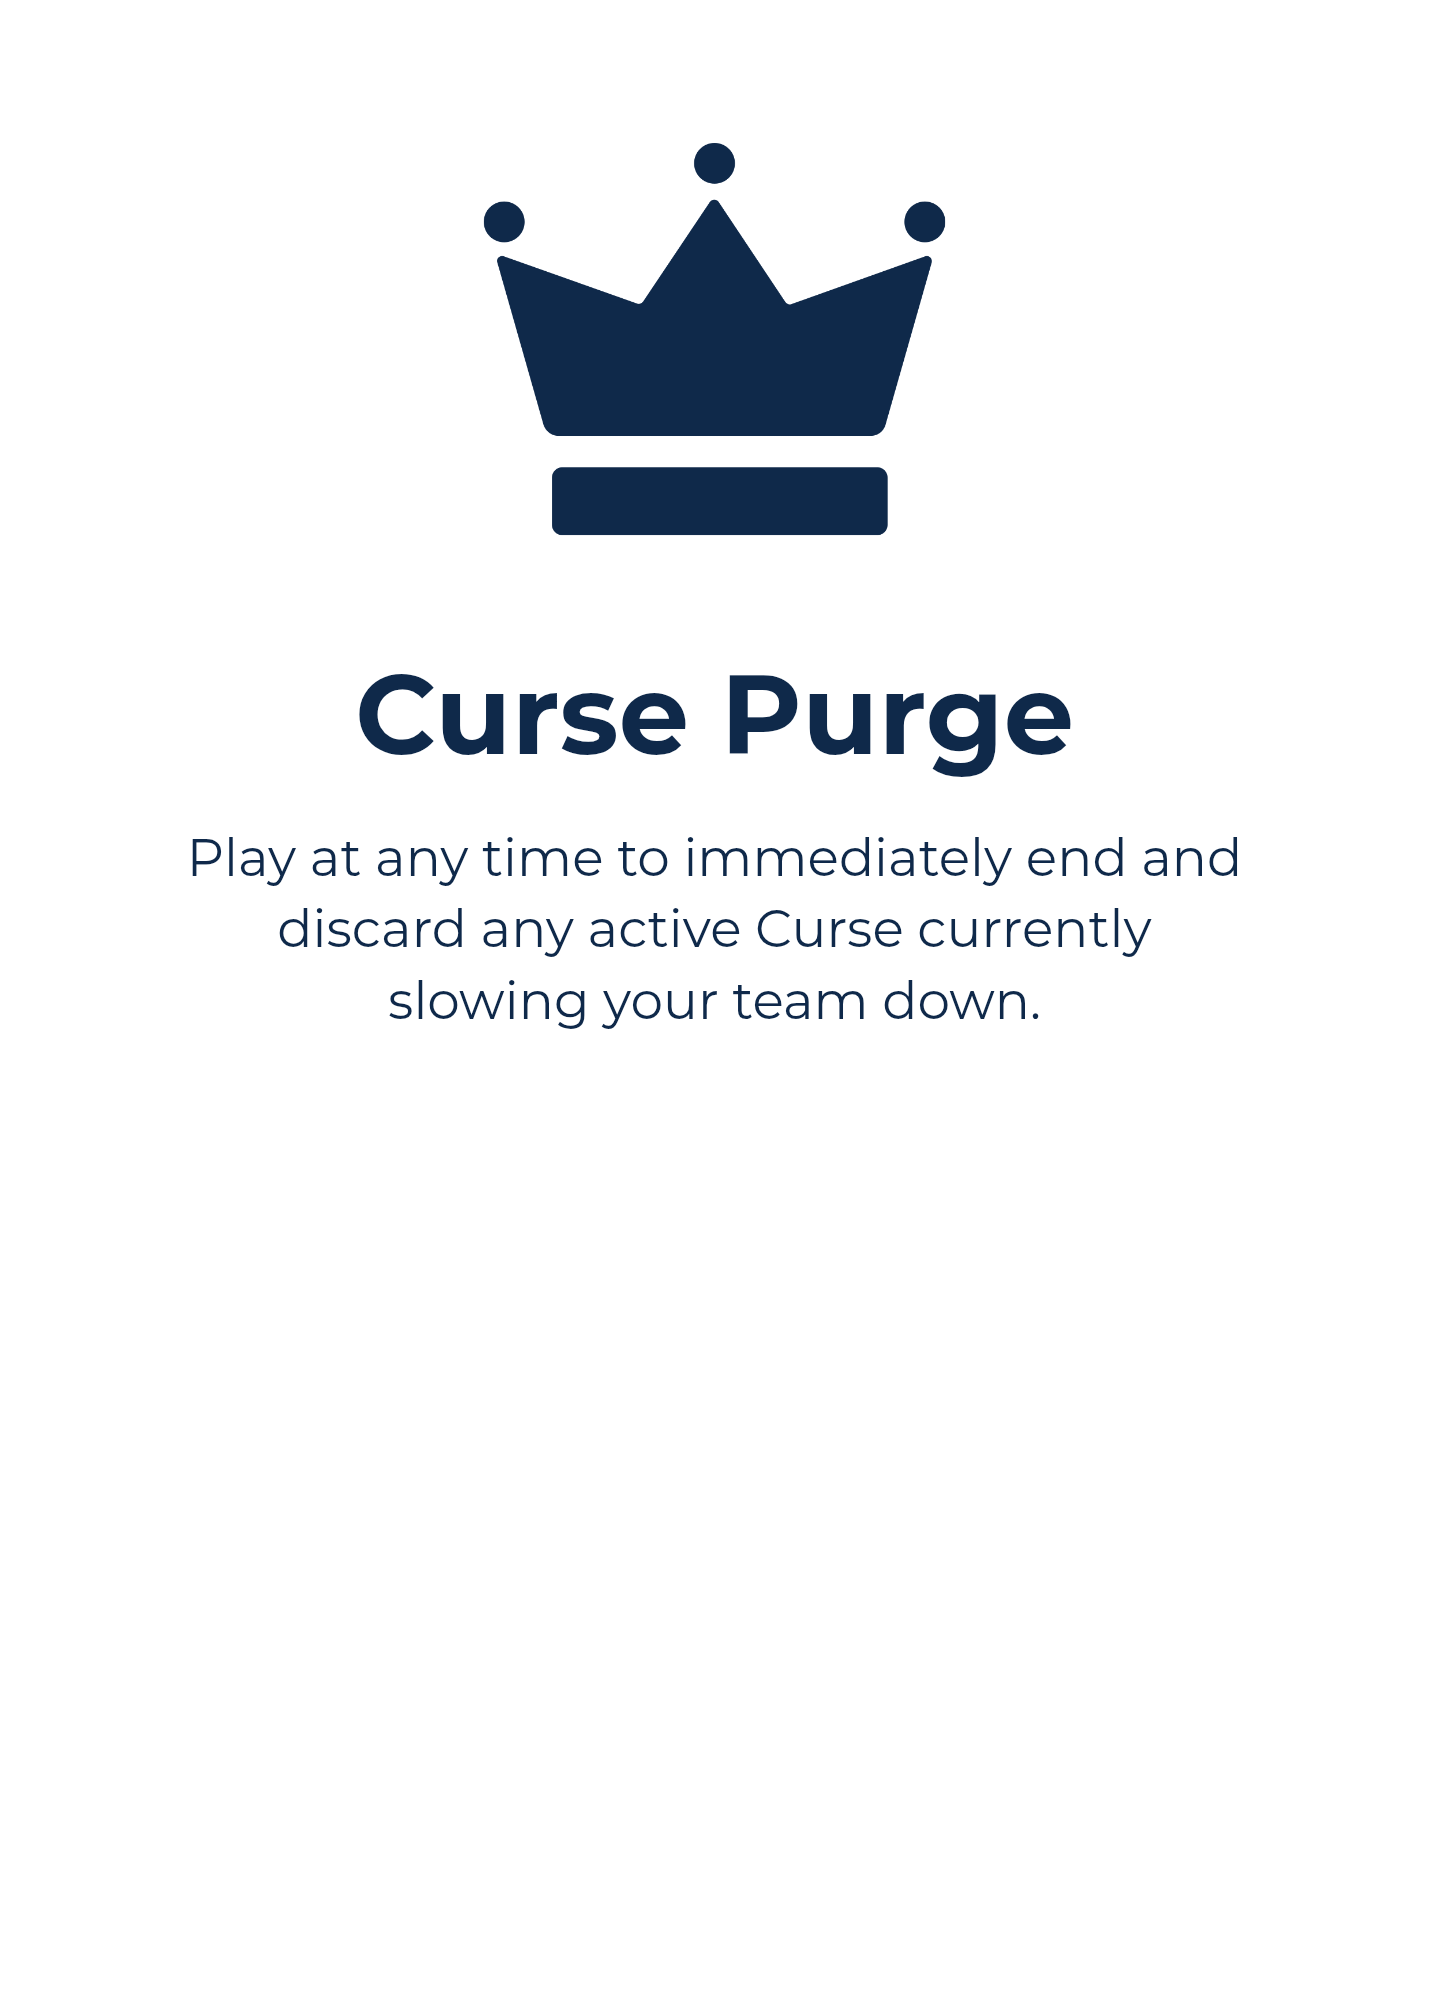 Curse Purge
Play at any time to immediately end and
discard any active Curse currently
slowing your team down.